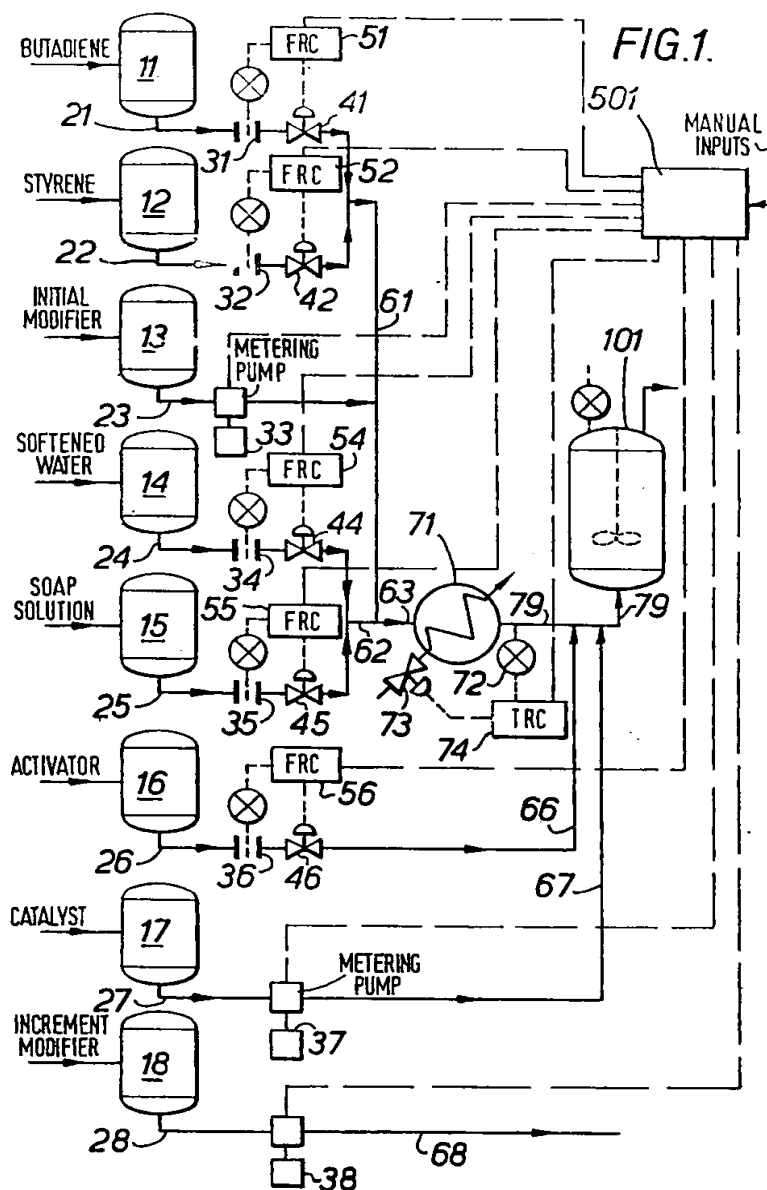 FIG.1.
BUTADIENE
11
21
31
FRC
51
41
501
MANUAL
INPUTS
STYRENE
12
22
32
FRC
52
42
61
INITIAL
MODIFIER
13
23
METERING
PUMP
33
101
SOFTENED
WATER
14
24
34
FRC
54
44
71
SOAP
SOLUTION
15
25
35
55
FRC
45
62
63
79
79
72
73
74
TRC
ACTIVATOR
16
26
36
FRC
56
46
66
67
CATALYST
17
27
METERING
PUMP
37
INCREMENT
MODIFIER
18
28
38
68